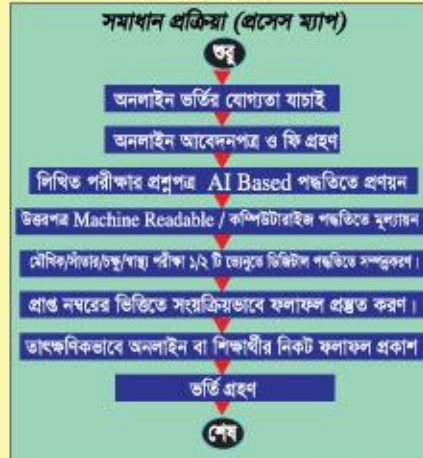 সমাধান প্রক্রিয়া (প্রসেস ম্যাপ)
শুরু
অনলাইন ভর্তির যোগ্যতা যাচাই
অনলাইন আবেদনপত্র ও ফি গ্রহণ
লিখিত পরীক্ষার প্রশ্নপত্র AI Based পদ্ধতিতে প্রণয়ন
উত্তরপত্র Machine Readable / কম্পিউটারাইজ পদ্ধতিতে মূল্যায়ন
মৌখিক/সাঁতার/চক্ষু/স্বাস্থ্য পরীক্ষা ১/২ টি ভেন্যুতে ডিজিটাল পদ্ধতিতে সম্পন্নকরণ।
প্রাপ্ত নম্বরের ভিত্তিতে সংয়ক্রিয়ভাবে ফলাফল প্রস্তুত করণ।
তাৎক্ষণিকভাবে অনলাইন বা শিক্ষার্থীর নিকট ফলাফল প্রকাশ
ভর্তি গ্রহণ
শেষ